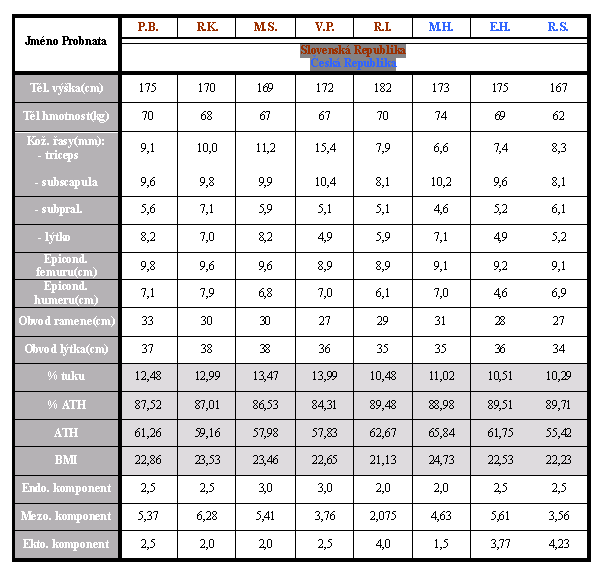 Jméno Probnata P.B. R.K. M.S. V.P. R.I. M.H. E.H. R.S.
Slovenská Republika
Česká Republika
Těl. výška(cm) 175 170 169 172 182 173 175 167
Těl hmotnost(kg) 70 68 67 67 70 74 69 62
Kož. řasy(mm):
- triceps 9,1 10,0 11,2 15,4 7,9 6,6 7,4 8,3
- subscapula 9,6 9,8 9,9 10,4 8,1 10,2 9,6 8,1
- supral. 5,6 7,1 5,9 5,1 5,1 4,6 5,2 6,1
- lýtko 8,2 7,0 8,2 4,9 5,9 7,1 4,9 5,2
Epicond.
femuru(cm) 9,8 9,6 9,6 8,9 8,9 9,1 9,2 9,1
Epicond.
humeru(cm) 7,1 7,9 6,8 7,0 6,1 7,0 4,6 6,9
Obvod ramene(cm) 33 30 30 27 29 31 28 27
Obvod lýtka(cm) 37 38 38 36 35 35 36 34
% tuku 12,48 12,99 13,47 13,99 10,48 11,02 10,51 10,29
% ATH 87,52 87,01 86,53 84,31 89,48 88,98 89,51 89,71
ATH 61,26 59,16 57,98 57,83 62,67 65,84 61,75 55,42
BMI 22,86 23,53 23,46 22,65 21,13 24,73 22,53 22,23
Endo. komponent 2,5 2,5 3,0 3,0 2,0 2,0 2,5 2,5
Mezo. komponent 5,37 6,28 5,41 3,76 2,075 4,63 5,61 3,56
Ekto. komponent 2,5 2,0 2,0 2,5 4,0 1,5 3,77 4,23